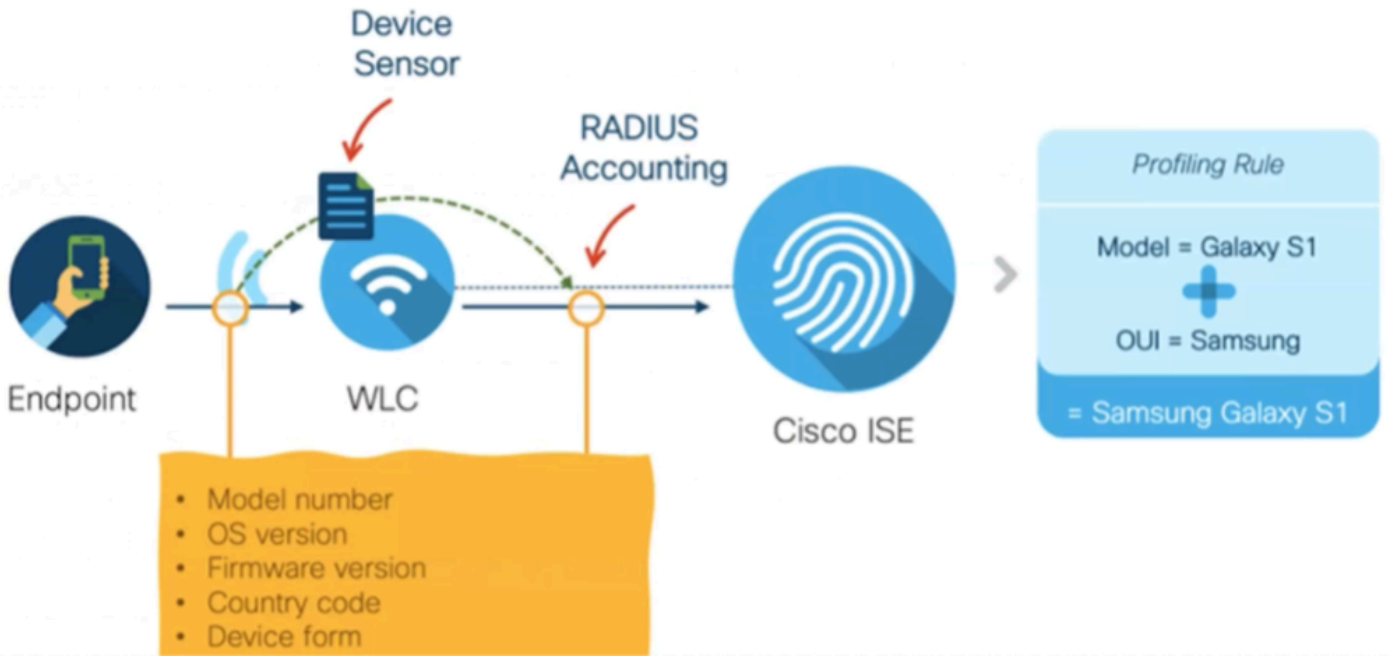 Device
Sensor
RADIUS
Accounting
Endpoint
WLC
Cisco ISE
Profiling Rule
Model = Galaxy S1
OUI = Samsung
= Samsung Galaxy S1
• Model number
• OS version
• Firmware version
• Country code
• Device form